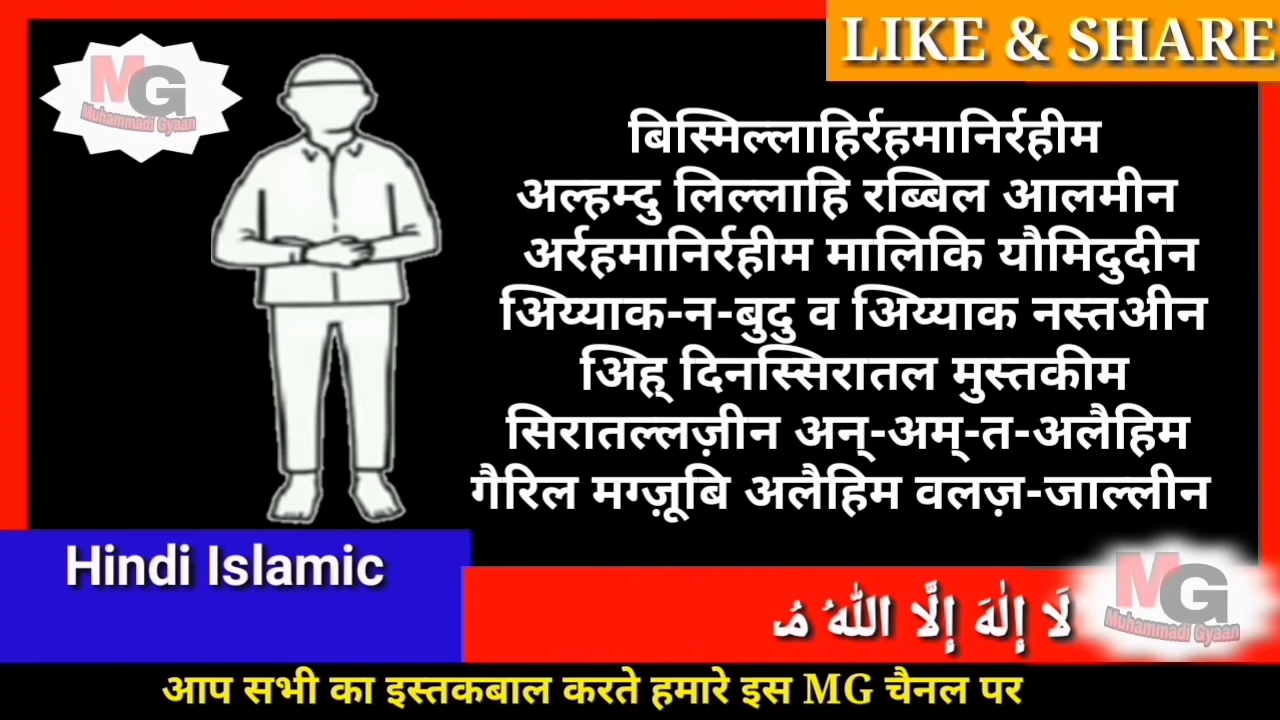 LIKE & SHARE
MG
Muhammadi Gyaan
बिस्मिल्लाहिर्रहमानिर्रहीम
अल्हम्दु लिल्लाहि रब्बिल आलमीन
अर्रहमानिर्रहीम मालिकि यौमिदुदीन
अिय्याक-न-बुदु व अिय्याक नस्तअीन
अिह् दिनस्सिरातल मुस्तकीम
सिरातल्लज़ीन अन्-अम्-त-अलैहिम
गैरिल मग्ज़ूबि अलैहिम वलज़-जाल्लीन
Hindi Islamic
لَا إِلٰهَ إِلَّا اللهُ مُـ
MG
Muhammadi Gyaan
आप सभी का इस्तकबाल करते हमारे इस MG चैनल पर